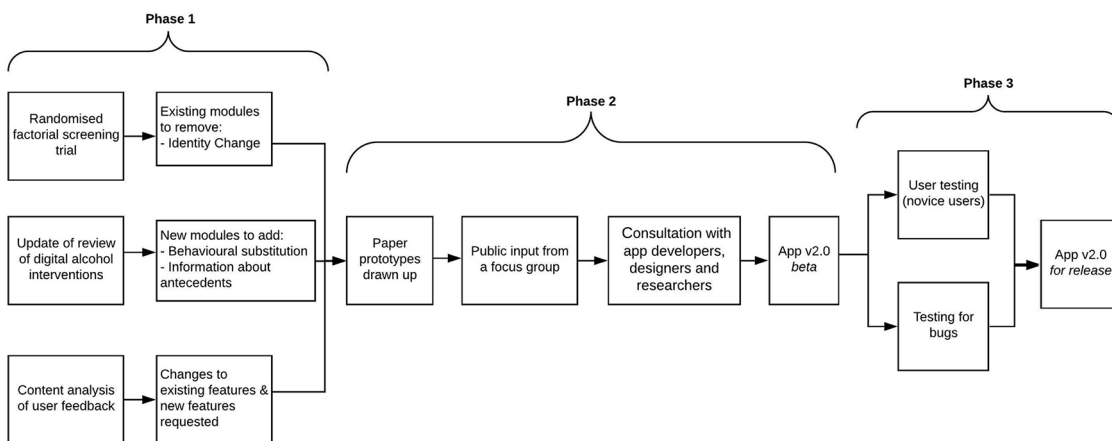 Phase 1
Randomised
factorial screening
trial
Existing modules
to remove:
- Identity Change
Update of review
of digital alcohol
interventions
New modules to add:
- Behavioural substitution
- Information about
antecedents
Content analysis
of user feedback
Changes to
existing features &
new features
requested
Phase 2
Paper
prototypes
drawn up
Public input from
a focus group
Consultation with
app developers,
designers and
researchers
App v2.0
beta
Phase 3
User testing
(novice users)
Testing for
bugs
App v2.0
for release